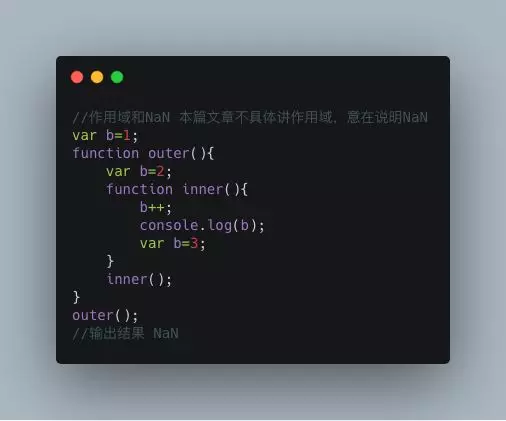 //作用域和NaN 本篇文章不具体讲作用域，意在说明NaN
var b=1;
function outer(){
    var b=2;
    function inner(){
        b++;
        console.log(b);
        var b=3;
    }
    inner();
}
outer();
//输出结果 NaN